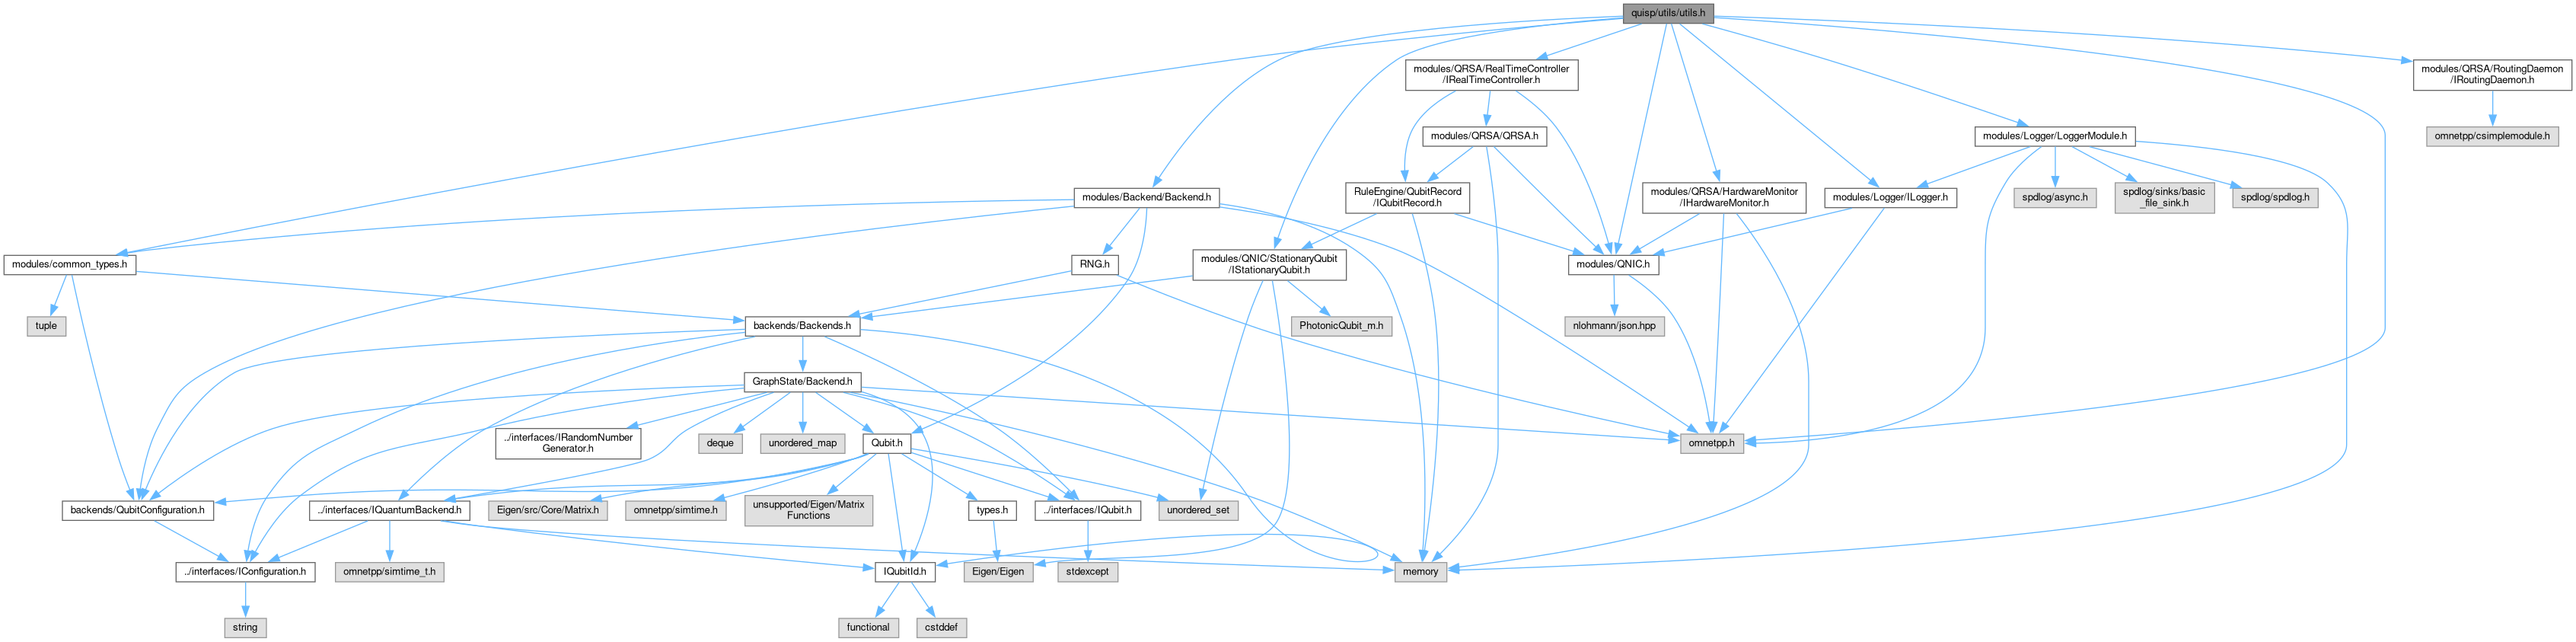 quisp/utils/utils.h
modules/QRSA/RealTimeController
/IRealTimeController.h
modules/QRSA/RoutingDaemon
/IRoutingDaemon.h
modules/QRSA/QRSA.h
modules/Logger/LoggerModule.h
omnetpp/csimplemodule.h
modules/Backend/Backend.h
RuleEngine/QubitRecord
/IQubitRecord.h
modules/QRSA/HardwareMonitor
/IHardwareMonitor.h
modules/Logger/ILogger.h
spdlog/async.h
spdlog/sinks/basic
_file_sink.h
spdlog/spdlog.h
modules/common_types.h
RNG.h
modules/QNIC/StationaryQubit
/IStationaryQubit.h
modules/QNIC.h
tuple
backends/Backends.h
PhotonicQubit_m.h
nlohmann/json.hpp
GraphState/Backend.h
../interfaces/IRandomNumber
Generator.h
deque
unordered_map
Qubit.h
omnetpp.h
backends/QubitConfiguration.h
../interfaces/IQuantumBackend.h
Eigen/src/Core/Matrix.h
omnetpp/simtime.h
unsupported/Eigen/Matrix
Functions
types.h
../interfaces/IQubit.h
unordered_set
../interfaces/IConfiguration.h
omnetpp/simtime_t.h
IQubitId.h
Eigen/Eigen
stdexcept
memory
string
functional
cstddef